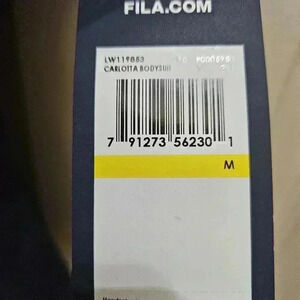 FILA.COM
LW119853
CARLOTTA BODYSUIT
7 91273 56230 1
M